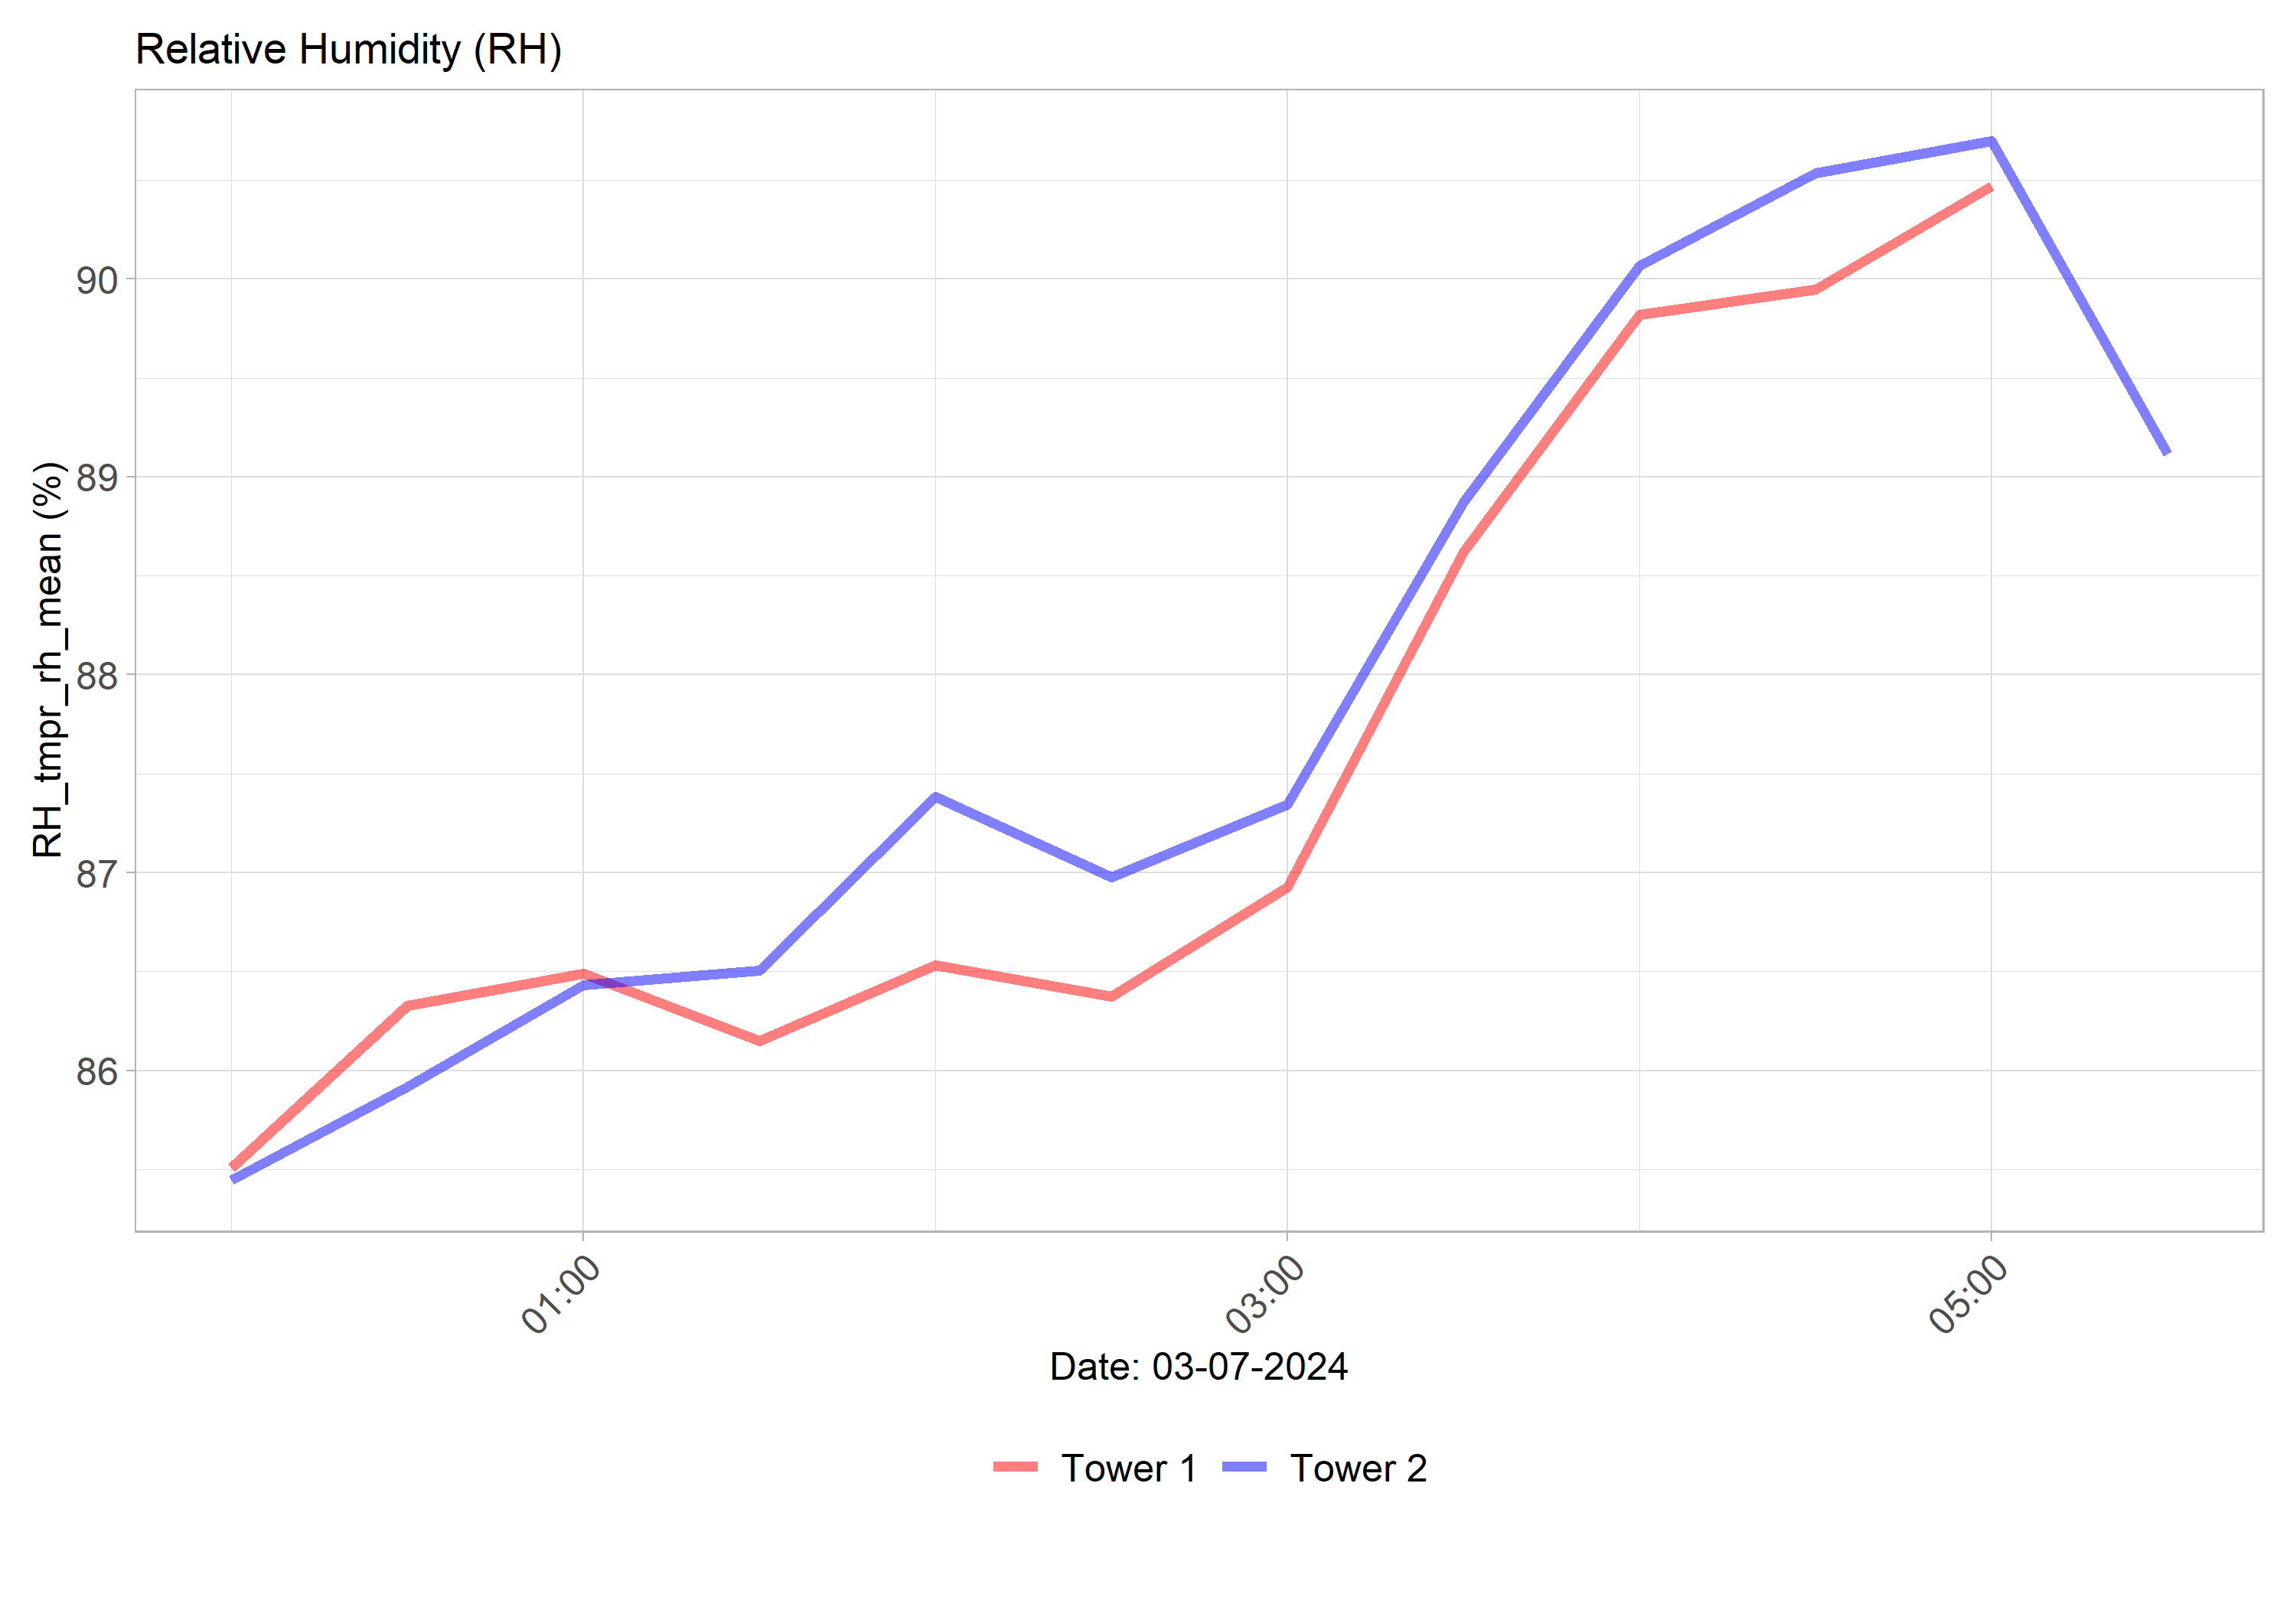 Relative Humidity (RH)
RH_tmpr_rh_mean (%)
90
89
88
87
86
01:00
03:00
05:00
Date: 03-07-2024
Tower 1
Tower 2